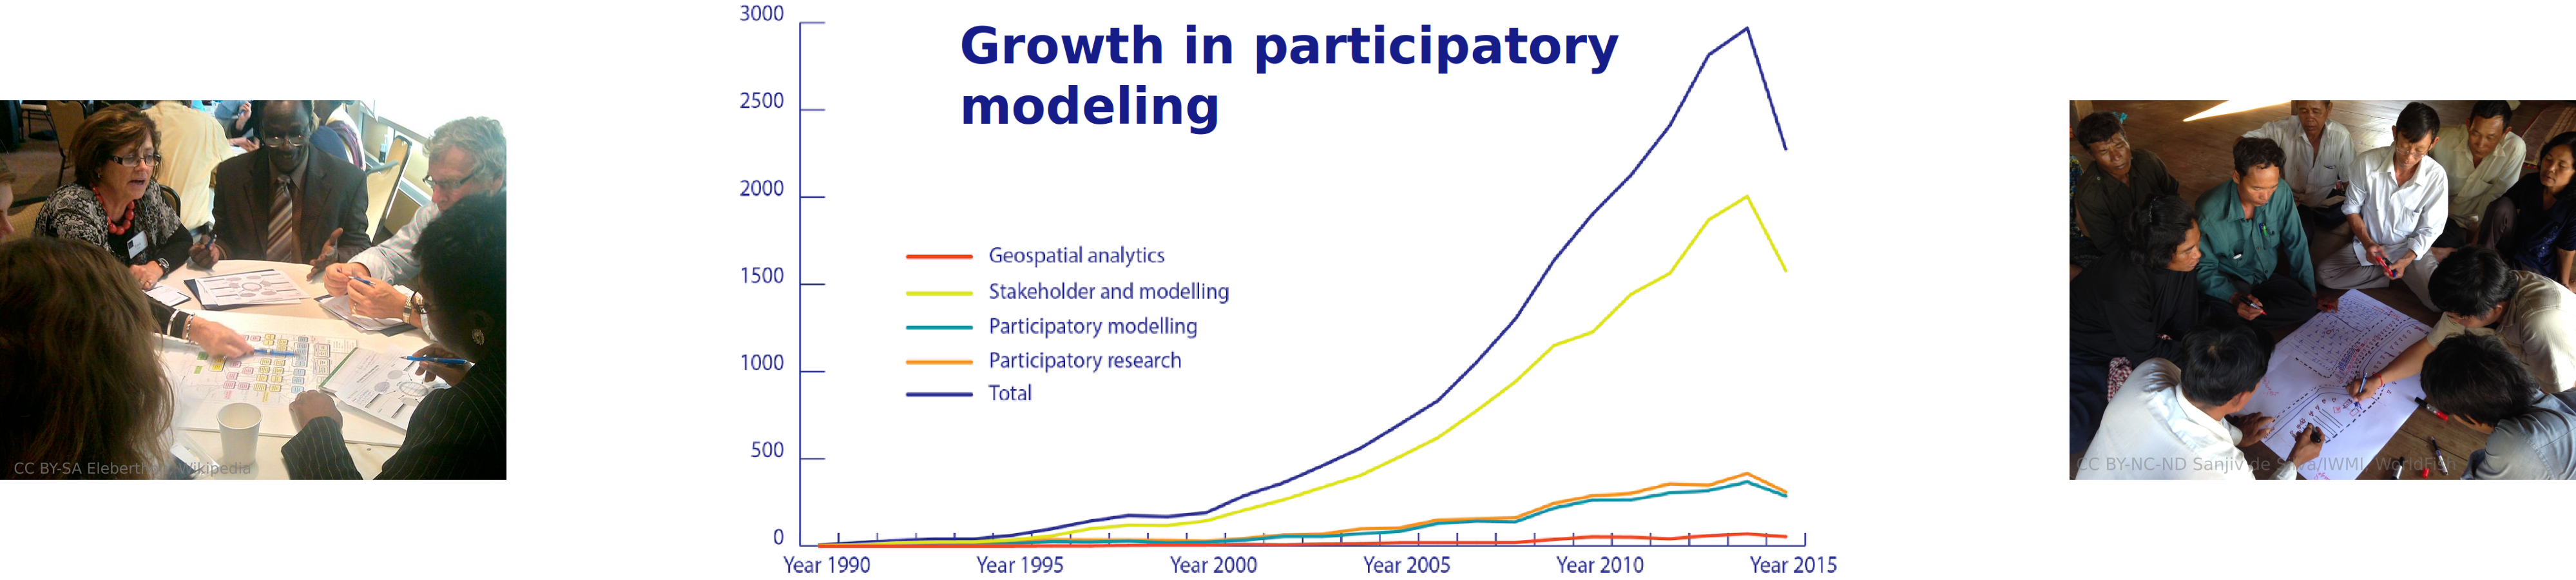 Growth in participatory
modeling
3000
2500
2000
1500
1000
500
0
Geospatial analytics
Stakeholder and modelling
Participatory modelling
Participatory research
Total
Year 1990 Year 1995 Year 2000 Year 2005 Year 2010 Year 2015
CC BY-SA Wikipedia
CC BY-NC-ND Sanjiv de WorldFish